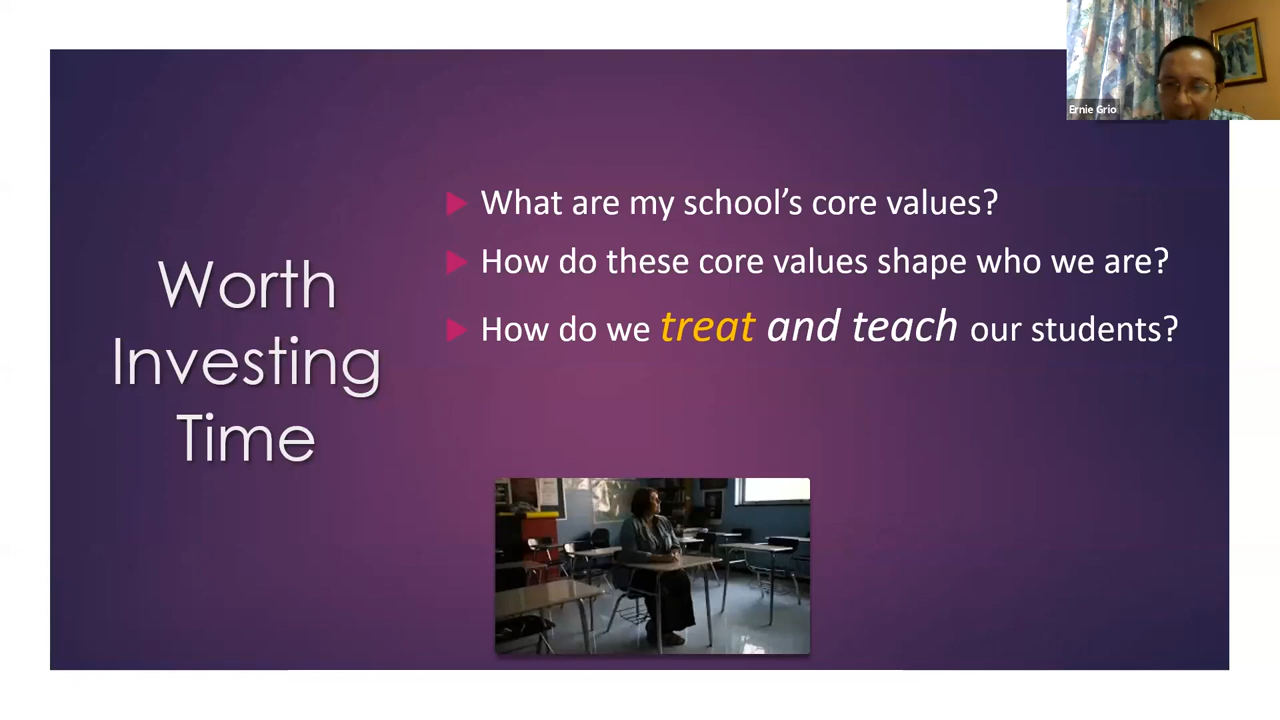 Ernie Grio
Worth
Investing
Time
What are my school’s core values?
How do these core values shape who we are?
How do we treat and teach our students?